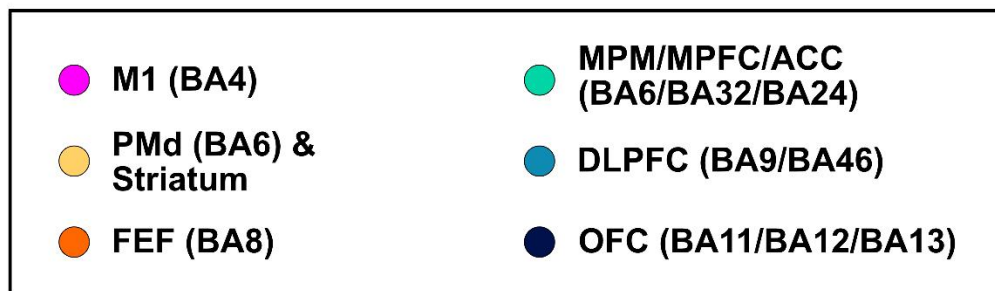 M1 (BA4)
PMd (BA6) &
Striatum
FEF (BA8)
MPM/MPFC/ACC
(BA6/BA32/BA24)
DLPFC (BA9/BA46)
OFC (BA11/BA12/BA13)